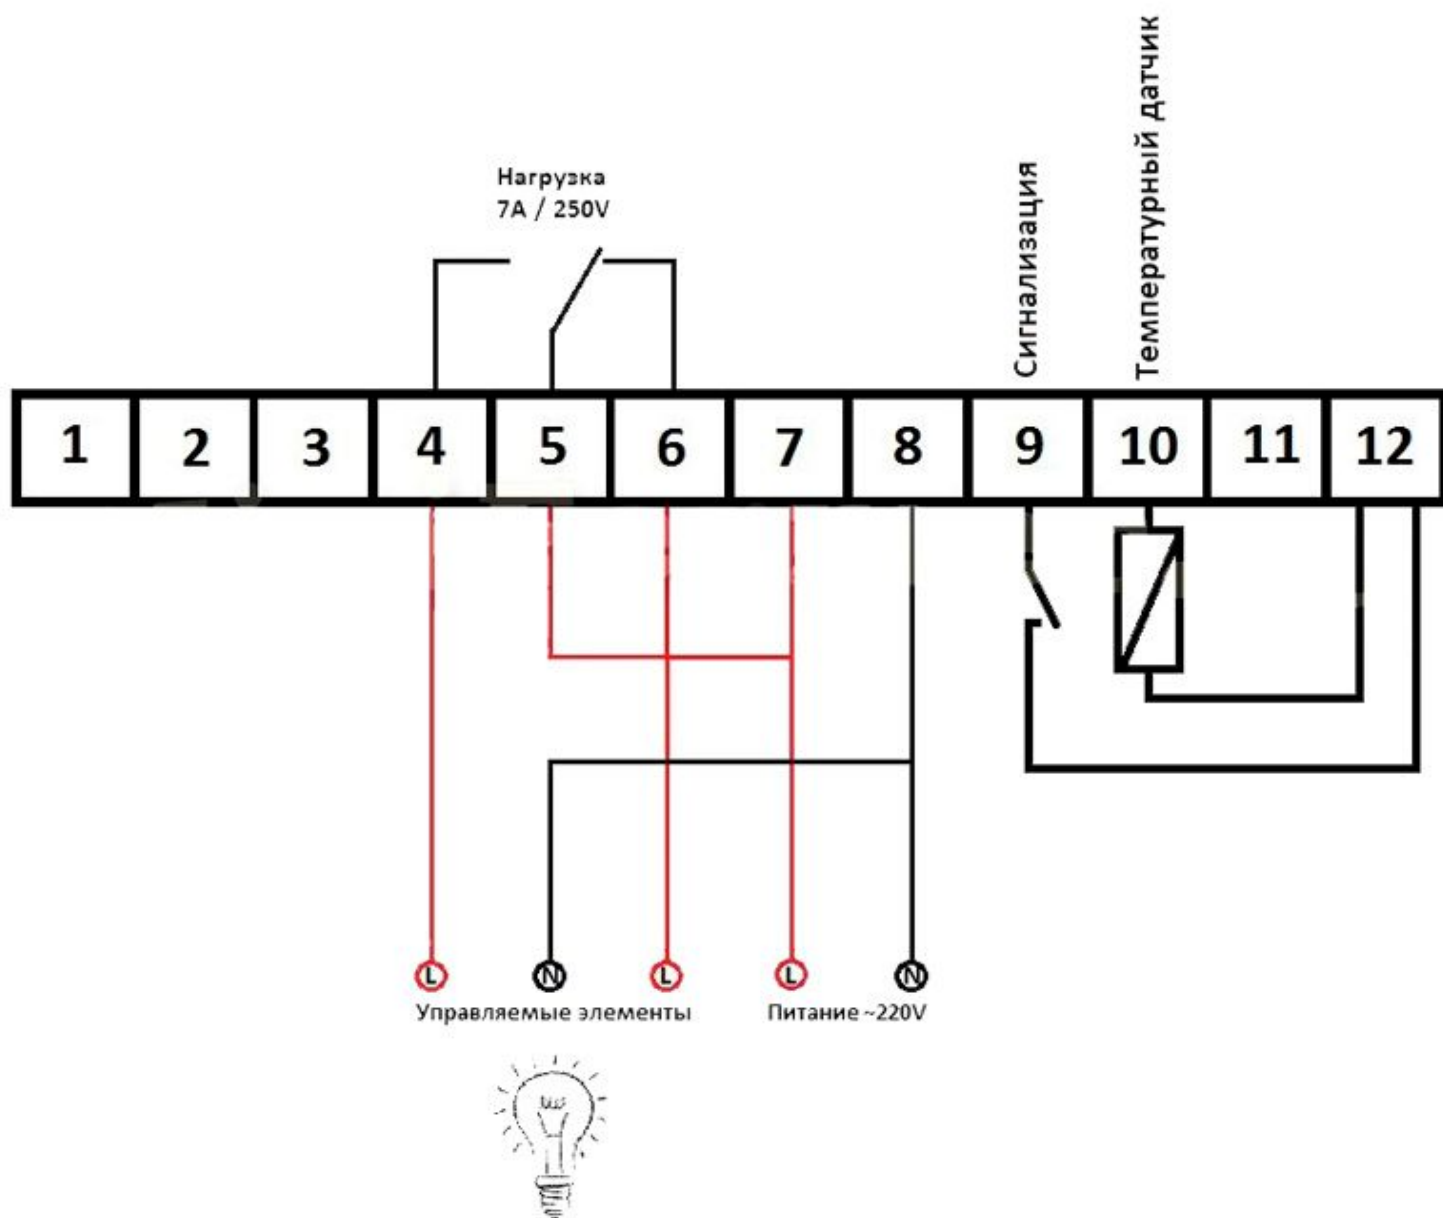 Нагрузка
7A / 250V
Сигнализация
Температурный датчик
1 2 3 4 5 6 7 8 9 10 11 12
L N L L N
Управляемые элементы
Питание ~220V